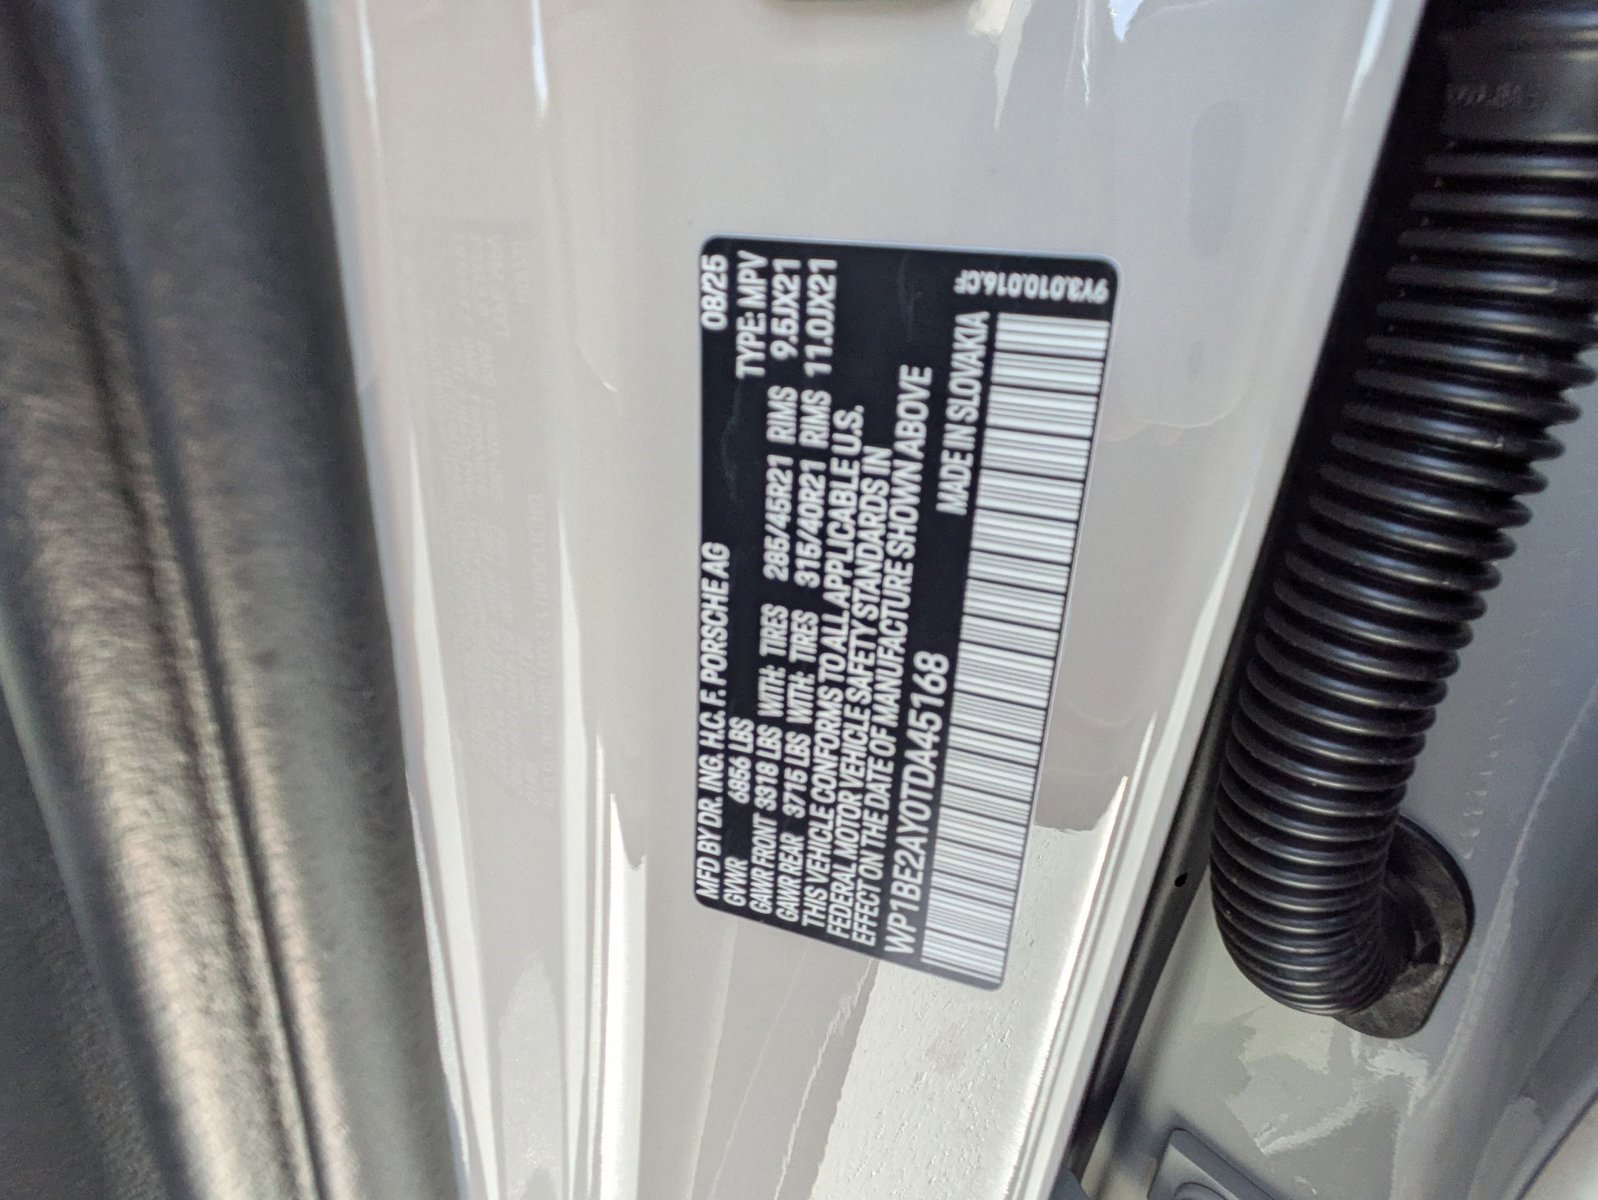 MFD BY DR. ING. H.C. F. PORSCHE AG 08/25
GVWR 6856 LBS TYPE: MPV
GAWR FRONT 3318 LBS WITH: TIRES 285/45R21 RIMS 9.5JX21
GAWR REAR 3715 LBS WITH: TIRES 315/40R21 RIMS 11.0JX21
THIS VEHICLE CONFORMS TO ALL APPLICABLE U.S.
FEDERAL MOTOR VEHICLE SAFETY STANDARDS IN
EFFECT ON THE DATE OF MANUFACTURE SHOWN ABOVE
WP1BE2AY0TDA45168 MADE IN SLOVAKIA
9Y3.010.016.CF